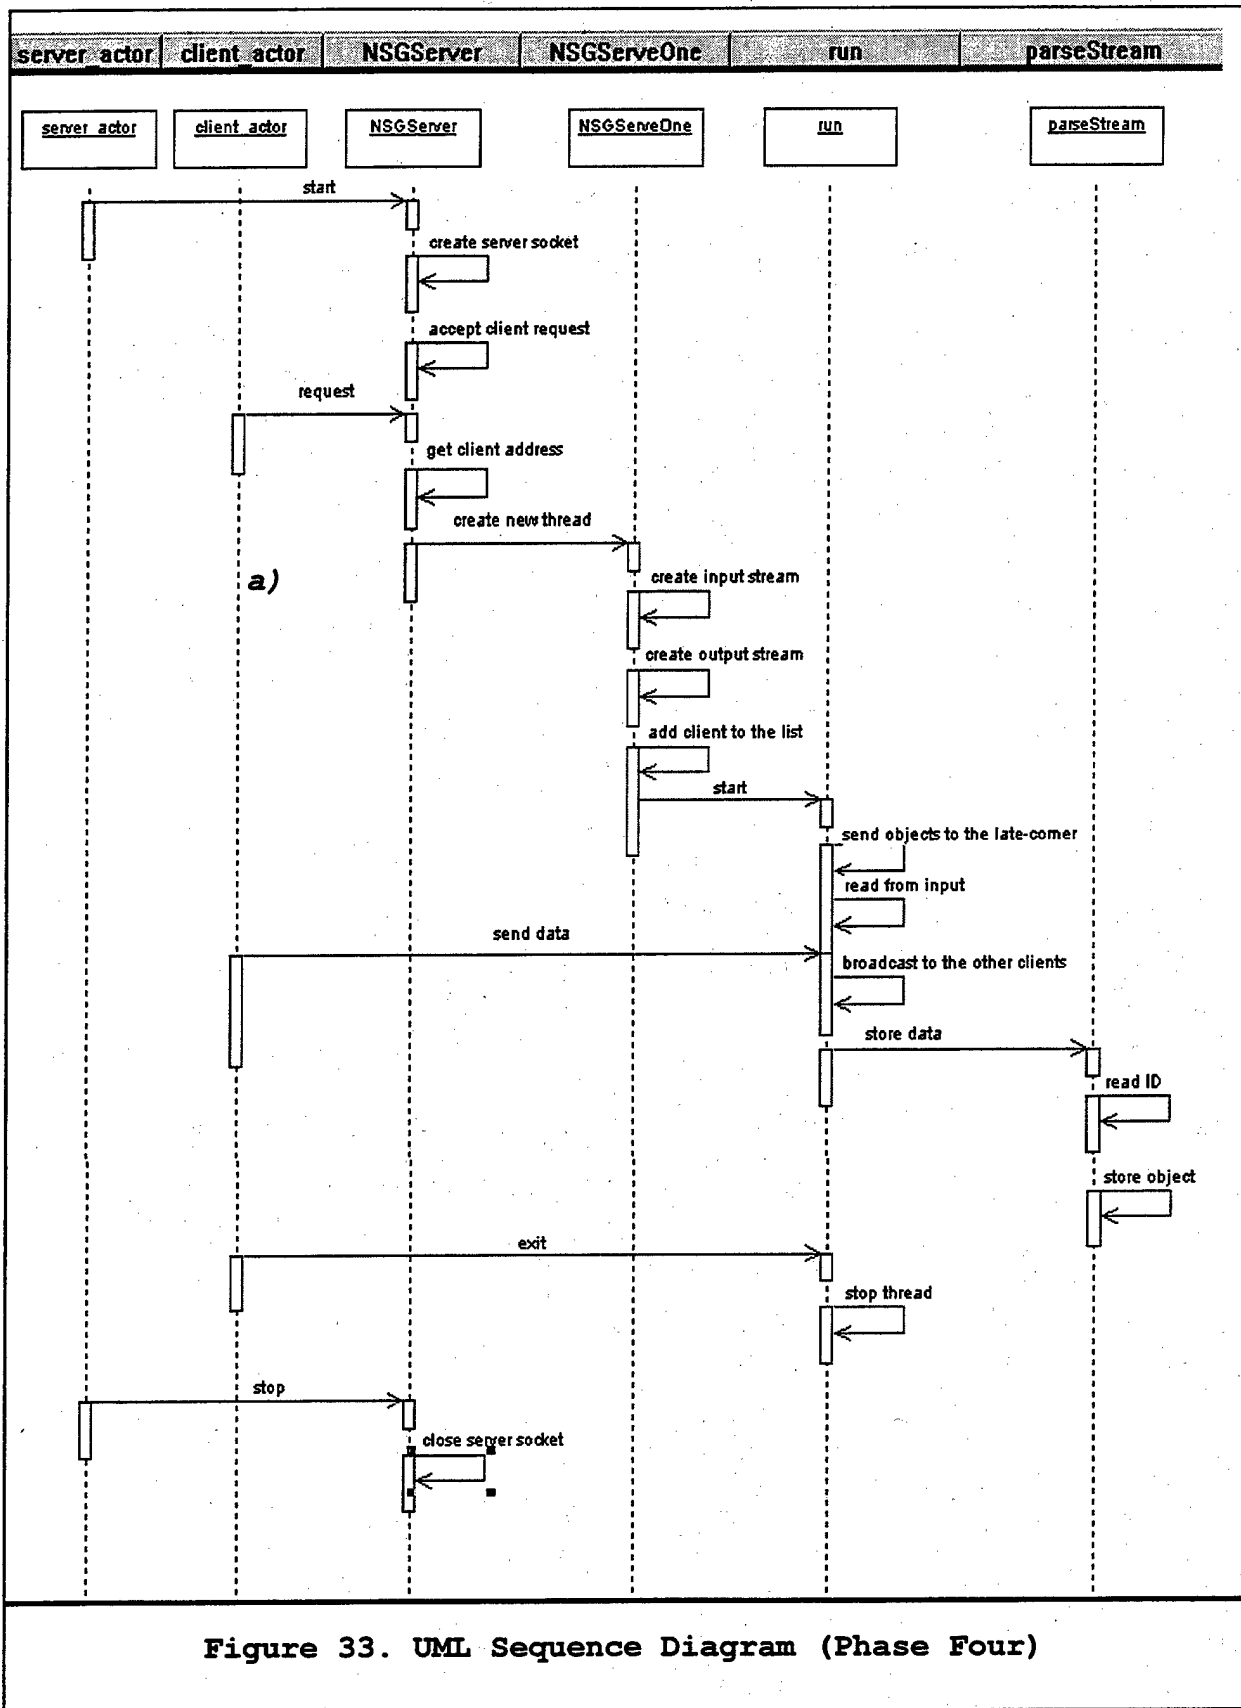 server_actor client_actor NSGServer NSGServeOne run parseStream
server_actor client_actor NSGServer NSGServeOne run parseStream
start
create server socket
accept client request
request
get client address
create new thread
a)
create input stream
create output stream
add client to the list
start
send objects to the late-comer
read from input
send data
broadcast to the other clients
store data
read ID
store object
exit
stop thread
stop
close server socket
Figure 33. UML Sequence Diagram (Phase Four)